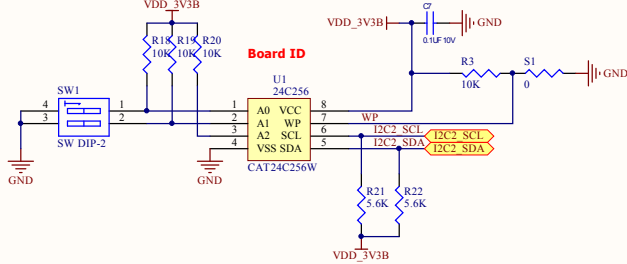 VDD_3V3B
R18
10K
R19
10K
R20
10K
Board ID
VDD_3V3B
C7
0.1UF10V
GND
R3
10K
S1
0
GND
SW1
4
3
1
2
SW DIP-2
GND
GND
U1
24C256
1 A0 VCC 8
2 A1 WP 7
3 A2 SCL 6
4 VSS SDA 5
CAT24C256W
WP
I2C2_SCL
I2C2_SCL
I2C2_SDA
I2C2_SDA
R21
5.6K
R22
5.6K
VDD_3V3B